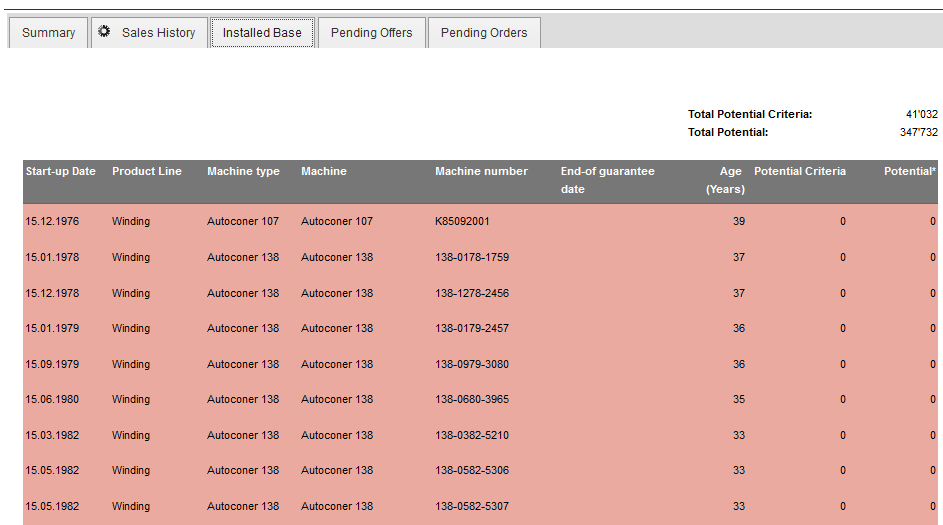 Summary Sales History Installed Base Pending Offers Pending Orders
Total Potential Criteria: 41'032
Total Potential: 347'732
Start-up Date Product Line Machine type Machine Machine number End-of guarantee date Age (Years) Potential Criteria Potential*
15.12.1976 Winding Autoconer 107 Autoconer 107 K85092001 39 0 0
15.01.1978 Winding Autoconer 138 Autoconer 138 138-0178-1759 37 0 0
15.12.1978 Winding Autoconer 138 Autoconer 138 138-1278-2456 37 0 0
15.01.1979 Winding Autoconer 138 Autoconer 138 138-0179-2457 36 0 0
15.09.1979 Winding Autoconer 138 Autoconer 138 138-0979-3080 36 0 0
15.06.1980 Winding Autoconer 138 Autoconer 138 138-0680-3965 35 0 0
15.03.1982 Winding Autoconer 138 Autoconer 138 138-0382-5210 33 0 0
15.05.1982 Winding Autoconer 138 Autoconer 138 138-0582-5306 33 0 0
15.05.1982 Winding Autoconer 138 Autoconer 138 138-0582-5307 33 0 0